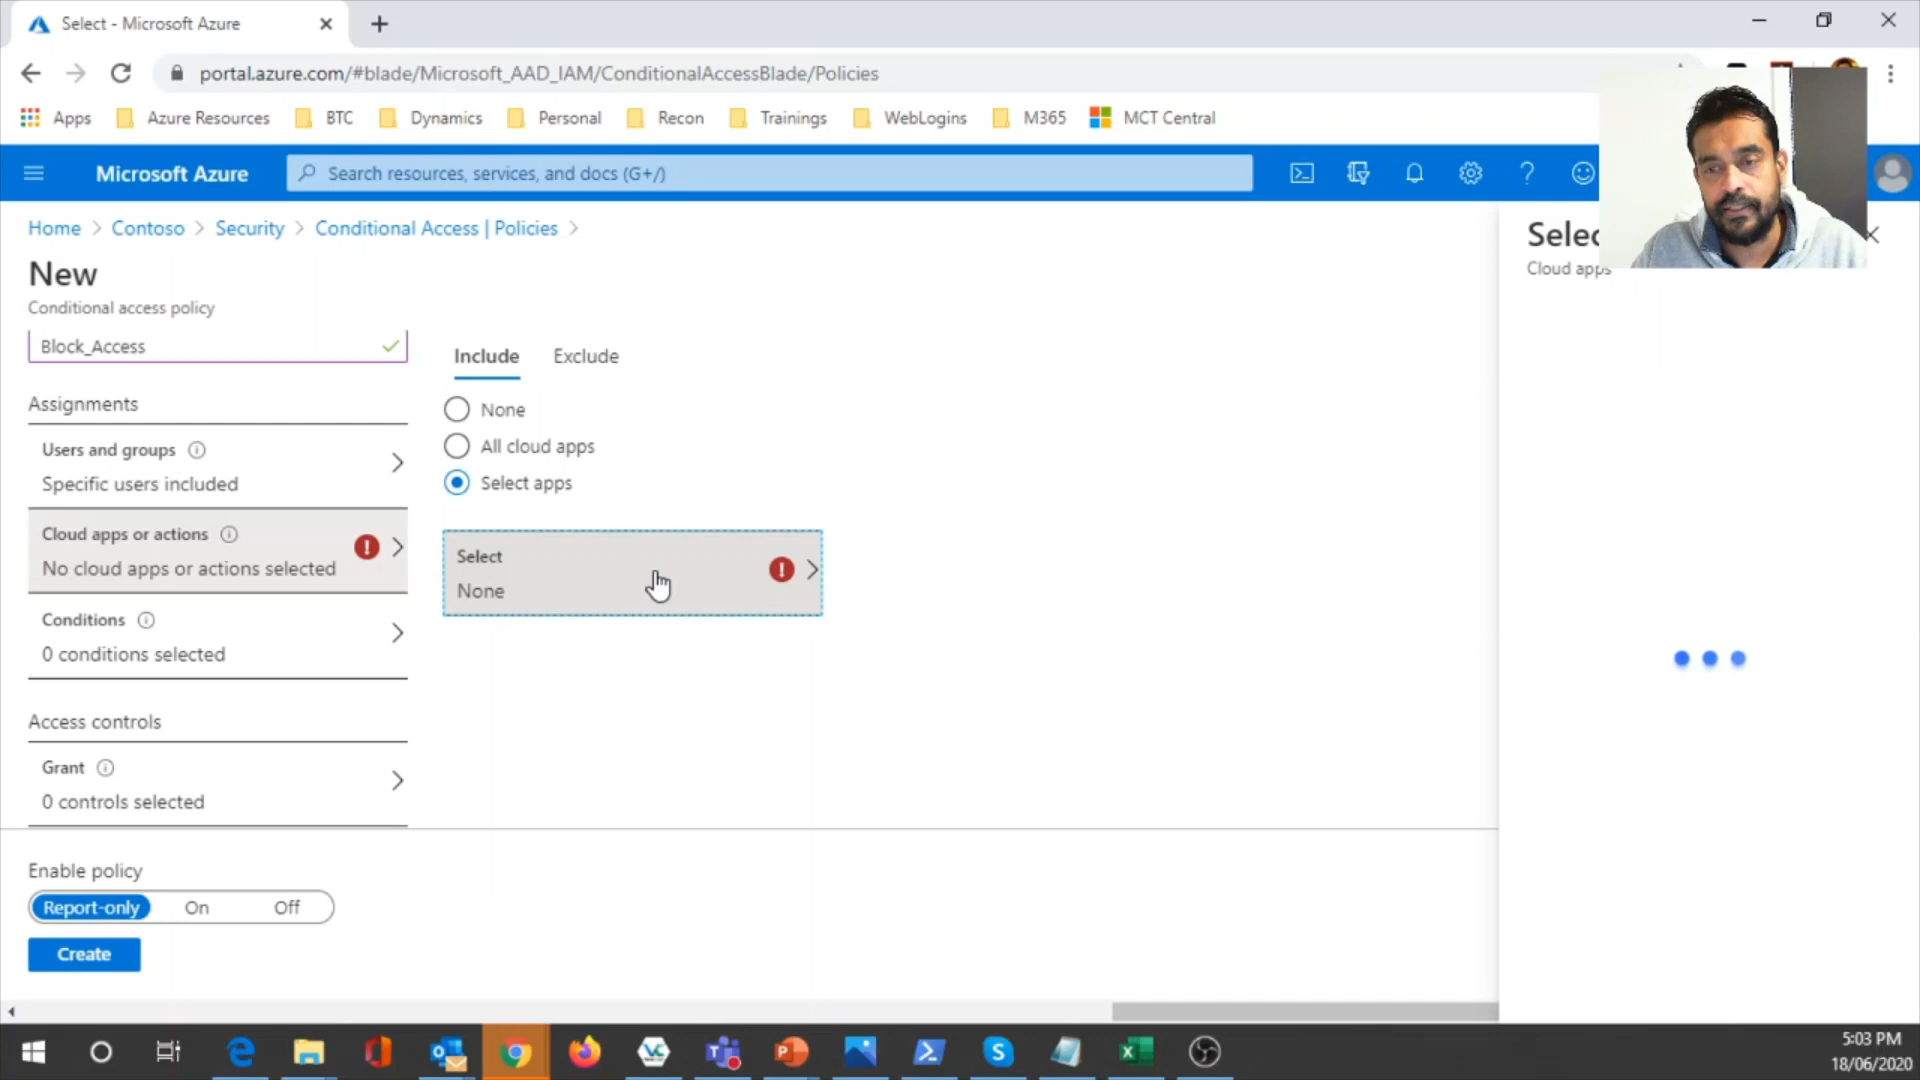 Select - Microsoft Azure
portal.azure.com/#blade/Microsoft_AAD_IAM/ConditionalAccessBlade/Policies
Apps Azure Resources BTC Dynamics Personal Recon Trainings WebLogins M365 MCT Central
Microsoft Azure Search resources, services, and docs (G+/)
Home > Contoso > Security > Conditional Access | Policies >
New
Conditional access policy
Block_Access
Assignments
Users and groups
Specific users included
Cloud apps or actions
No cloud apps or actions selected
Conditions
0 conditions selected
Access controls
Grant
0 controls selected
Enable policy
Report-only On Off
Create
Include Exclude
None
All cloud apps
Select apps
Select
None
Selec
Cloud apps
5:03 PM
18/06/2020